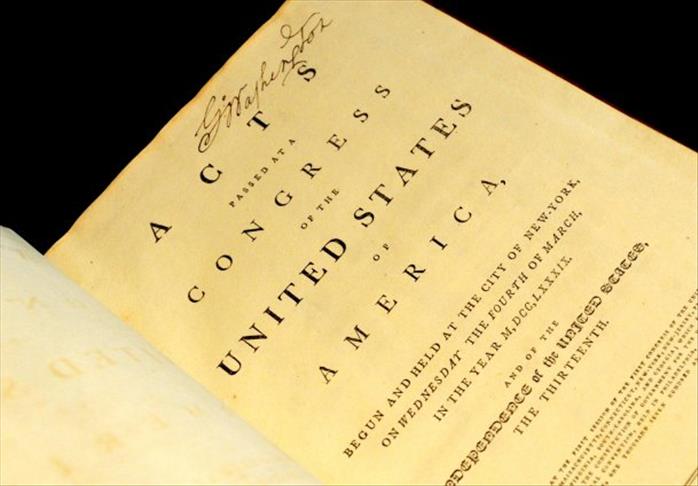 G: Washington
ACTS
PASSED AT A
CONGRESS
OF THE
UNITED STATES
OF
AMERICA,
BEGUN AND HELD AT THE CITY OF NEW-YORK,
ON WEDNESDAY THE FOURTH OF MARCH,
IN THE YEAR M,DCC,LXXXIX.
AND OF THE
INDEPENDENCE of the UNITED STATES,
THE THIRTEENTH.